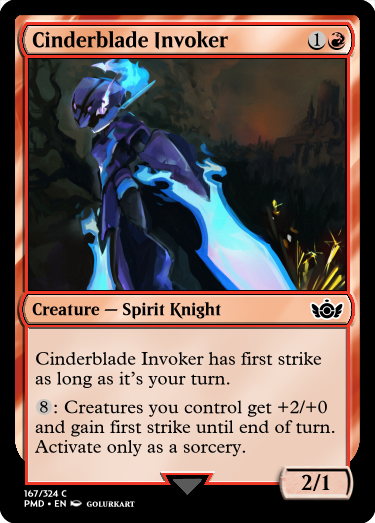 Cinderblade Invoker 1
Creature — Spirit Knight
Cinderblade Invoker has first strike
as long as it's your turn.
8: Creatures you control get +2/+0
and gain first strike until end of turn.
Activate only as a sorcery.
2/1
167/324 C
PMD • EN GOLURKART